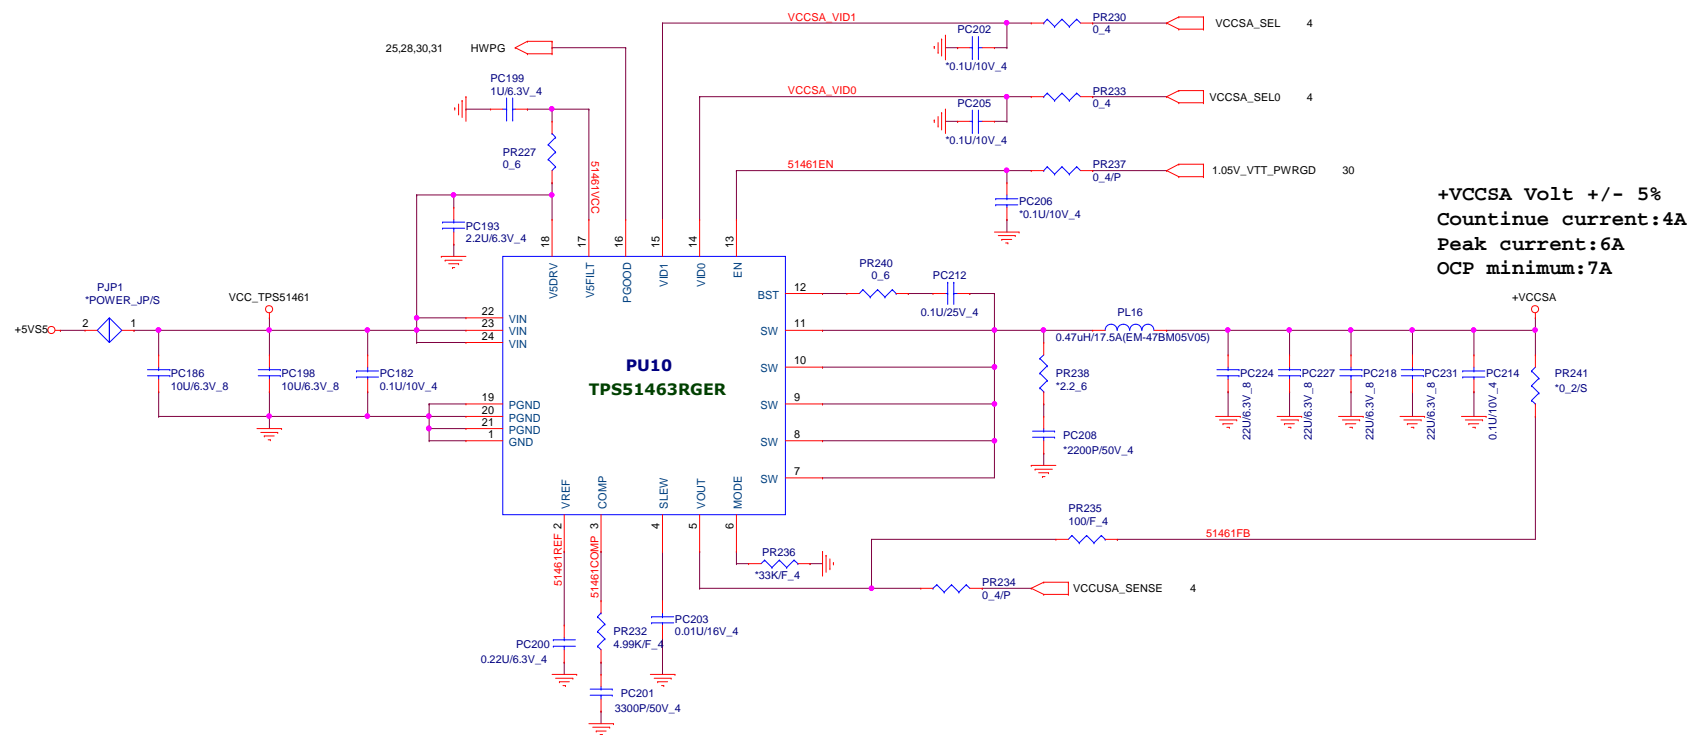 VCCSA_VID1
PR230
0_4
VCCSA_SEL 4
PC202
*0.1U/10V_4
25,28,30,31 HWPG
PC199
1U/6.3V_4
VCCSA_VID0
PR233
0_4
VCCSA_SEL0 4
PC205
*0.1U/10V_4
PR227
0_6
51461VCC
51461EN
PR237
0_4/P
1.05V_VTT_PWRGD 30
PC206
*0.1U/10V_4
PC193
2.2U/6.3V_4
+VCCSA Volt +/- 5%
Countinue current:4A
Peak current:6A
OCP minimum:7A
18 17 16 15 14 13
V5DRV V5FILT PGOOD VID1 VID0 EN
PJP1
*POWER_JP/S
VCC_TPS51461
+5VS5 2 1
PC186
10U/6.3V_8
PC198
10U/6.3V_8
PC182
0.1U/10V_4
22 VIN
23 VIN
24 VIN
19 PGND
20 PGND
21 PGND
1 GND
PU10
TPS51463RGER
BST 12
SW 11
SW 10
SW 9
SW 8
SW 7
PR240
0_6
PC212
0.1U/25V_4
PL16
0.47uH/17.5A(EM-47BM05V05)
+VCCSA
PR238
*2.2_6
PC208
*2200P/50V_4
PC224
22U/6.3V_8
PC227
22U/6.3V_8
PC218
22U/6.3V_8
PC231
22U/6.3V_8
PC214
0.1U/10V_4
PR241
*0_2/S
VREF COMP SLEW VOUT MODE
2 3 4 5 6
51461REF
51461COMP
PR235
100/F_4
51461FB
PR236
*33K/F_4
PR234
0_4/P
VCCUSA_SENSE 4
PC203
0.01U/16V_4
PR232
4.99K/F_4
PC200
0.22U/6.3V_4
PC201
3300P/50V_4